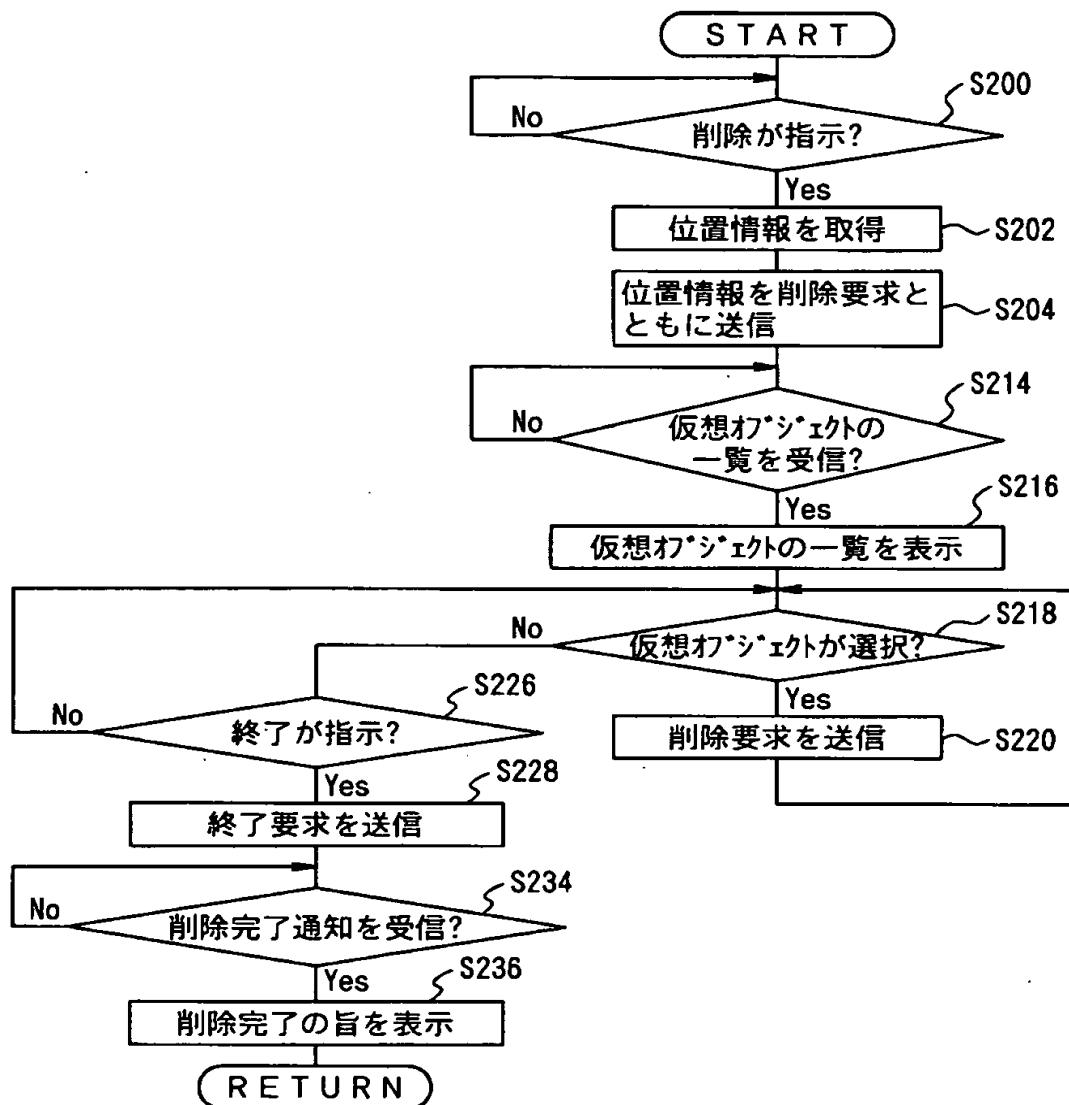 START
S200
No
削除が指示?
Yes
位置情報を取得
S202
位置情報を削除要求と
ともに送信
S204
S214
No
仮想ｵﾌﾞｼﾞｪｸﾄの
一覧を受信?
Yes
S216
仮想ｵﾌﾞｼﾞｪｸﾄの一覧を表示
S218
No
仮想ｵﾌﾞｼﾞｪｸﾄが選択?
Yes
削除要求を送信
S220
S226
No
終了が指示?
Yes
S228
終了要求を送信
S234
No
削除完了通知を受信?
Yes
S236
削除完了の旨を表示
RETURN